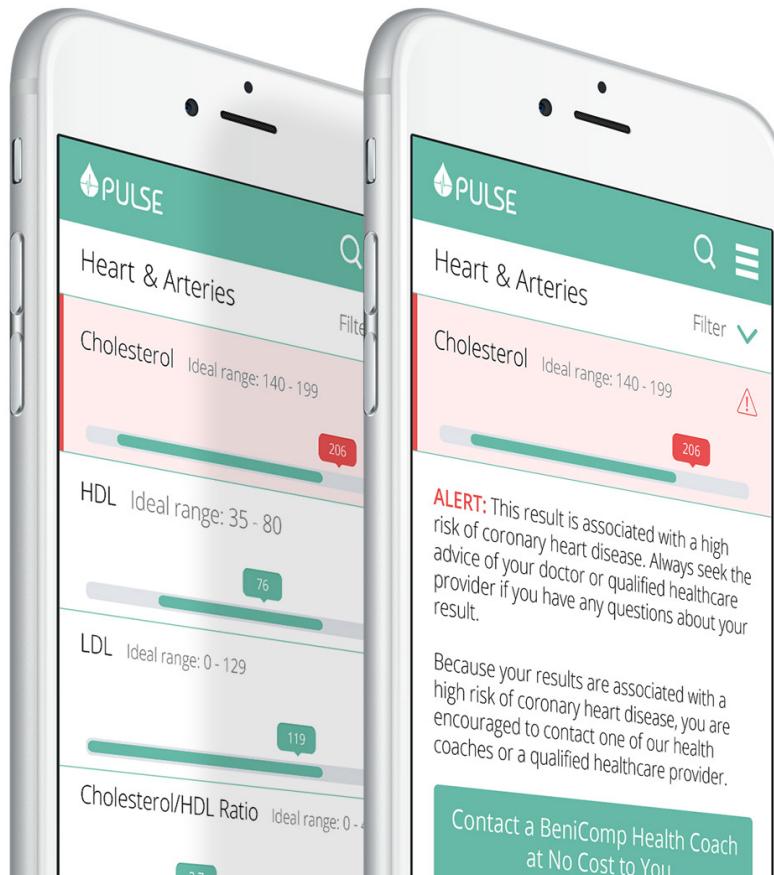 PULSE
Heart & Arteries
Cholesterol Ideal range: 140 - 199
206
HDL Ideal range: 35 - 80
76
LDL Ideal range: 0 - 129
119
Cholesterol/HDL Ratio Ideal range: 0 -
PULSE
Heart & Arteries
Filter
Cholesterol Ideal range: 140 - 199
206
ALERT: This result is associated with a high
risk of coronary heart disease. Always seek the
advice of your doctor or qualified healthcare
provider if you have any questions about your
result.
Because your results are associated with a
high risk of coronary heart disease, you are
encouraged to contact one of our health
coaches or a qualified healthcare provider.
Contact a BeniComp Health Coach
at No Cost to You